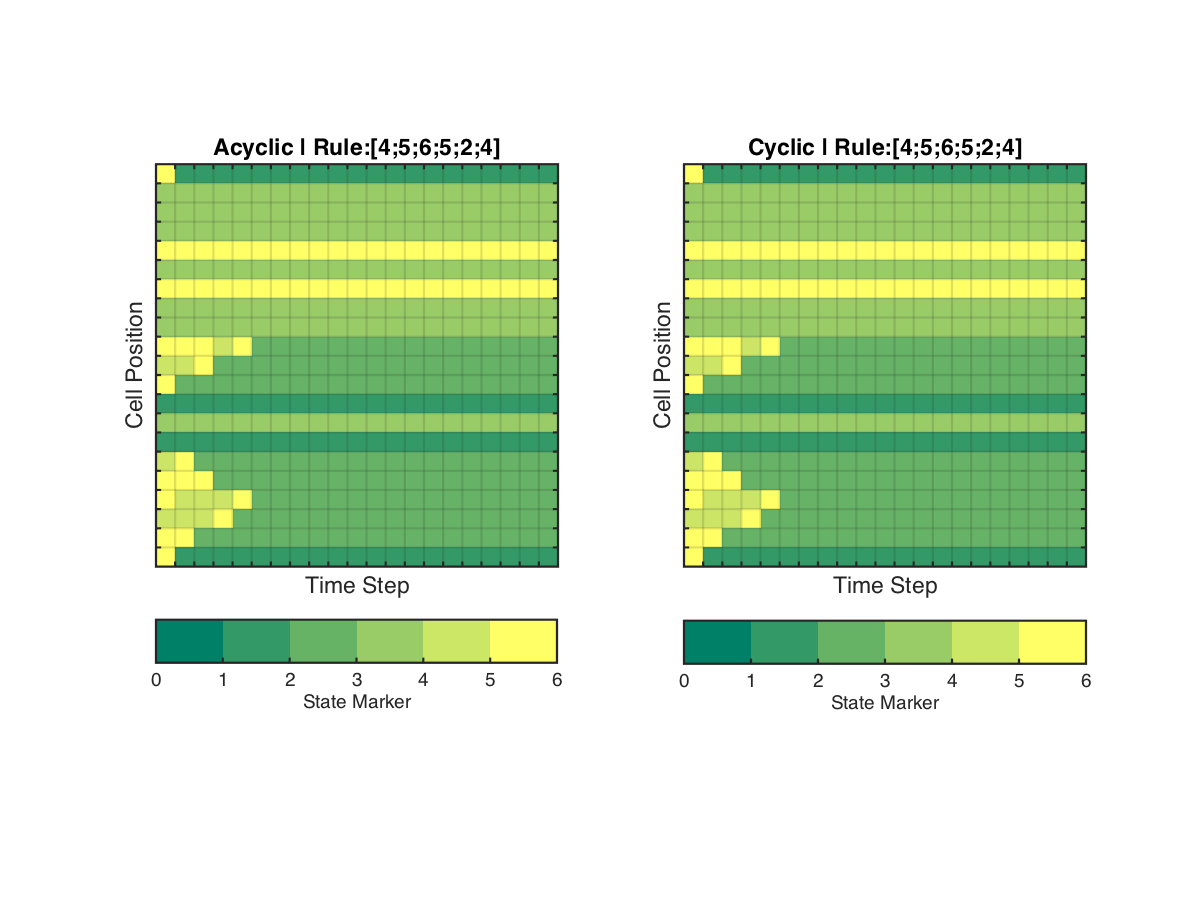 Acyclic | Rule:[4;5;6;5;2;4]
Cell Position
Time Step
0 1 2 3 4 5 6
State Marker
Cyclic | Rule:[4;5;6;5;2;4]
Cell Position
Time Step
0 1 2 3 4 5 6
State Marker